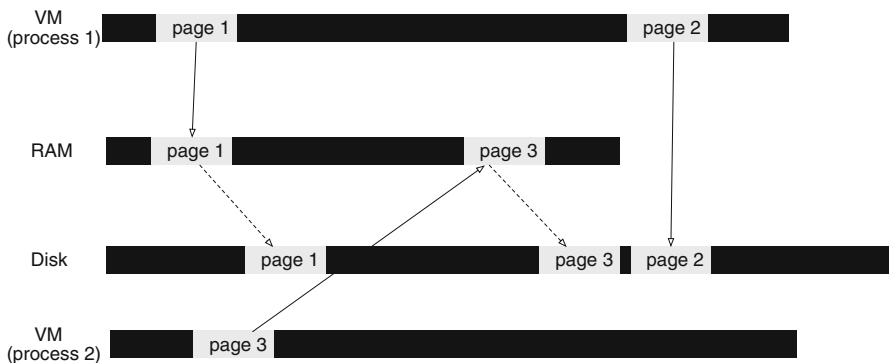 VM
(process 1)
page 1
page 2
RAM
page 1
page 3
Disk
page 1
page 3
page 2
VM
(process 2)
page 3